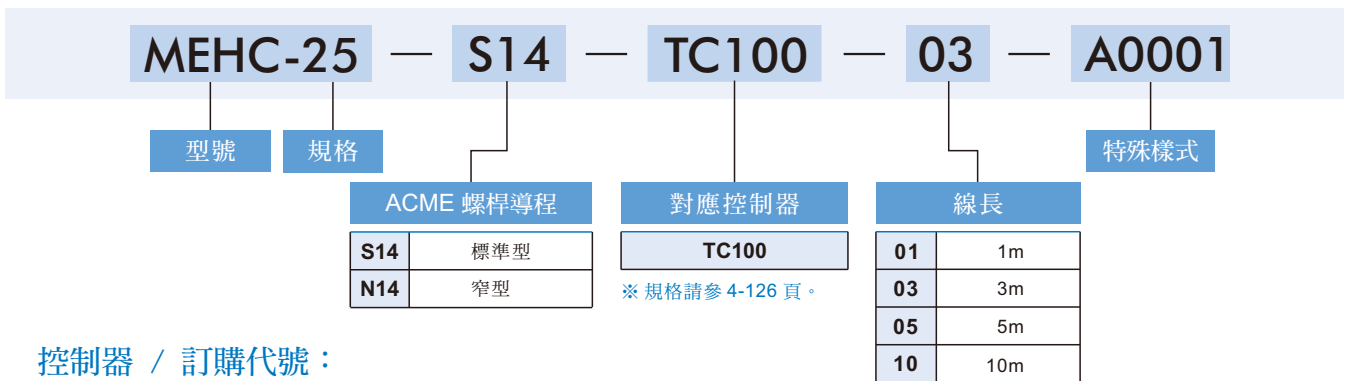 MEHC-25 — S14 — TC100 — 03 — A0001
型號 規格 特殊樣式
ACME 螺桿導程 對應控制器 線長
S14 標準型 TC100 01 1m
N14 窄型 ※ 規格請參 4-126 頁。 03 3m
05 5m
控制器 / 訂購代號：
10 10m